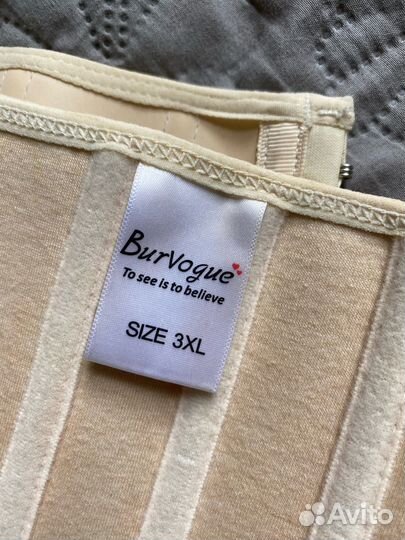 BurVogue
To see is to believe
SIZE 3XL
Avito